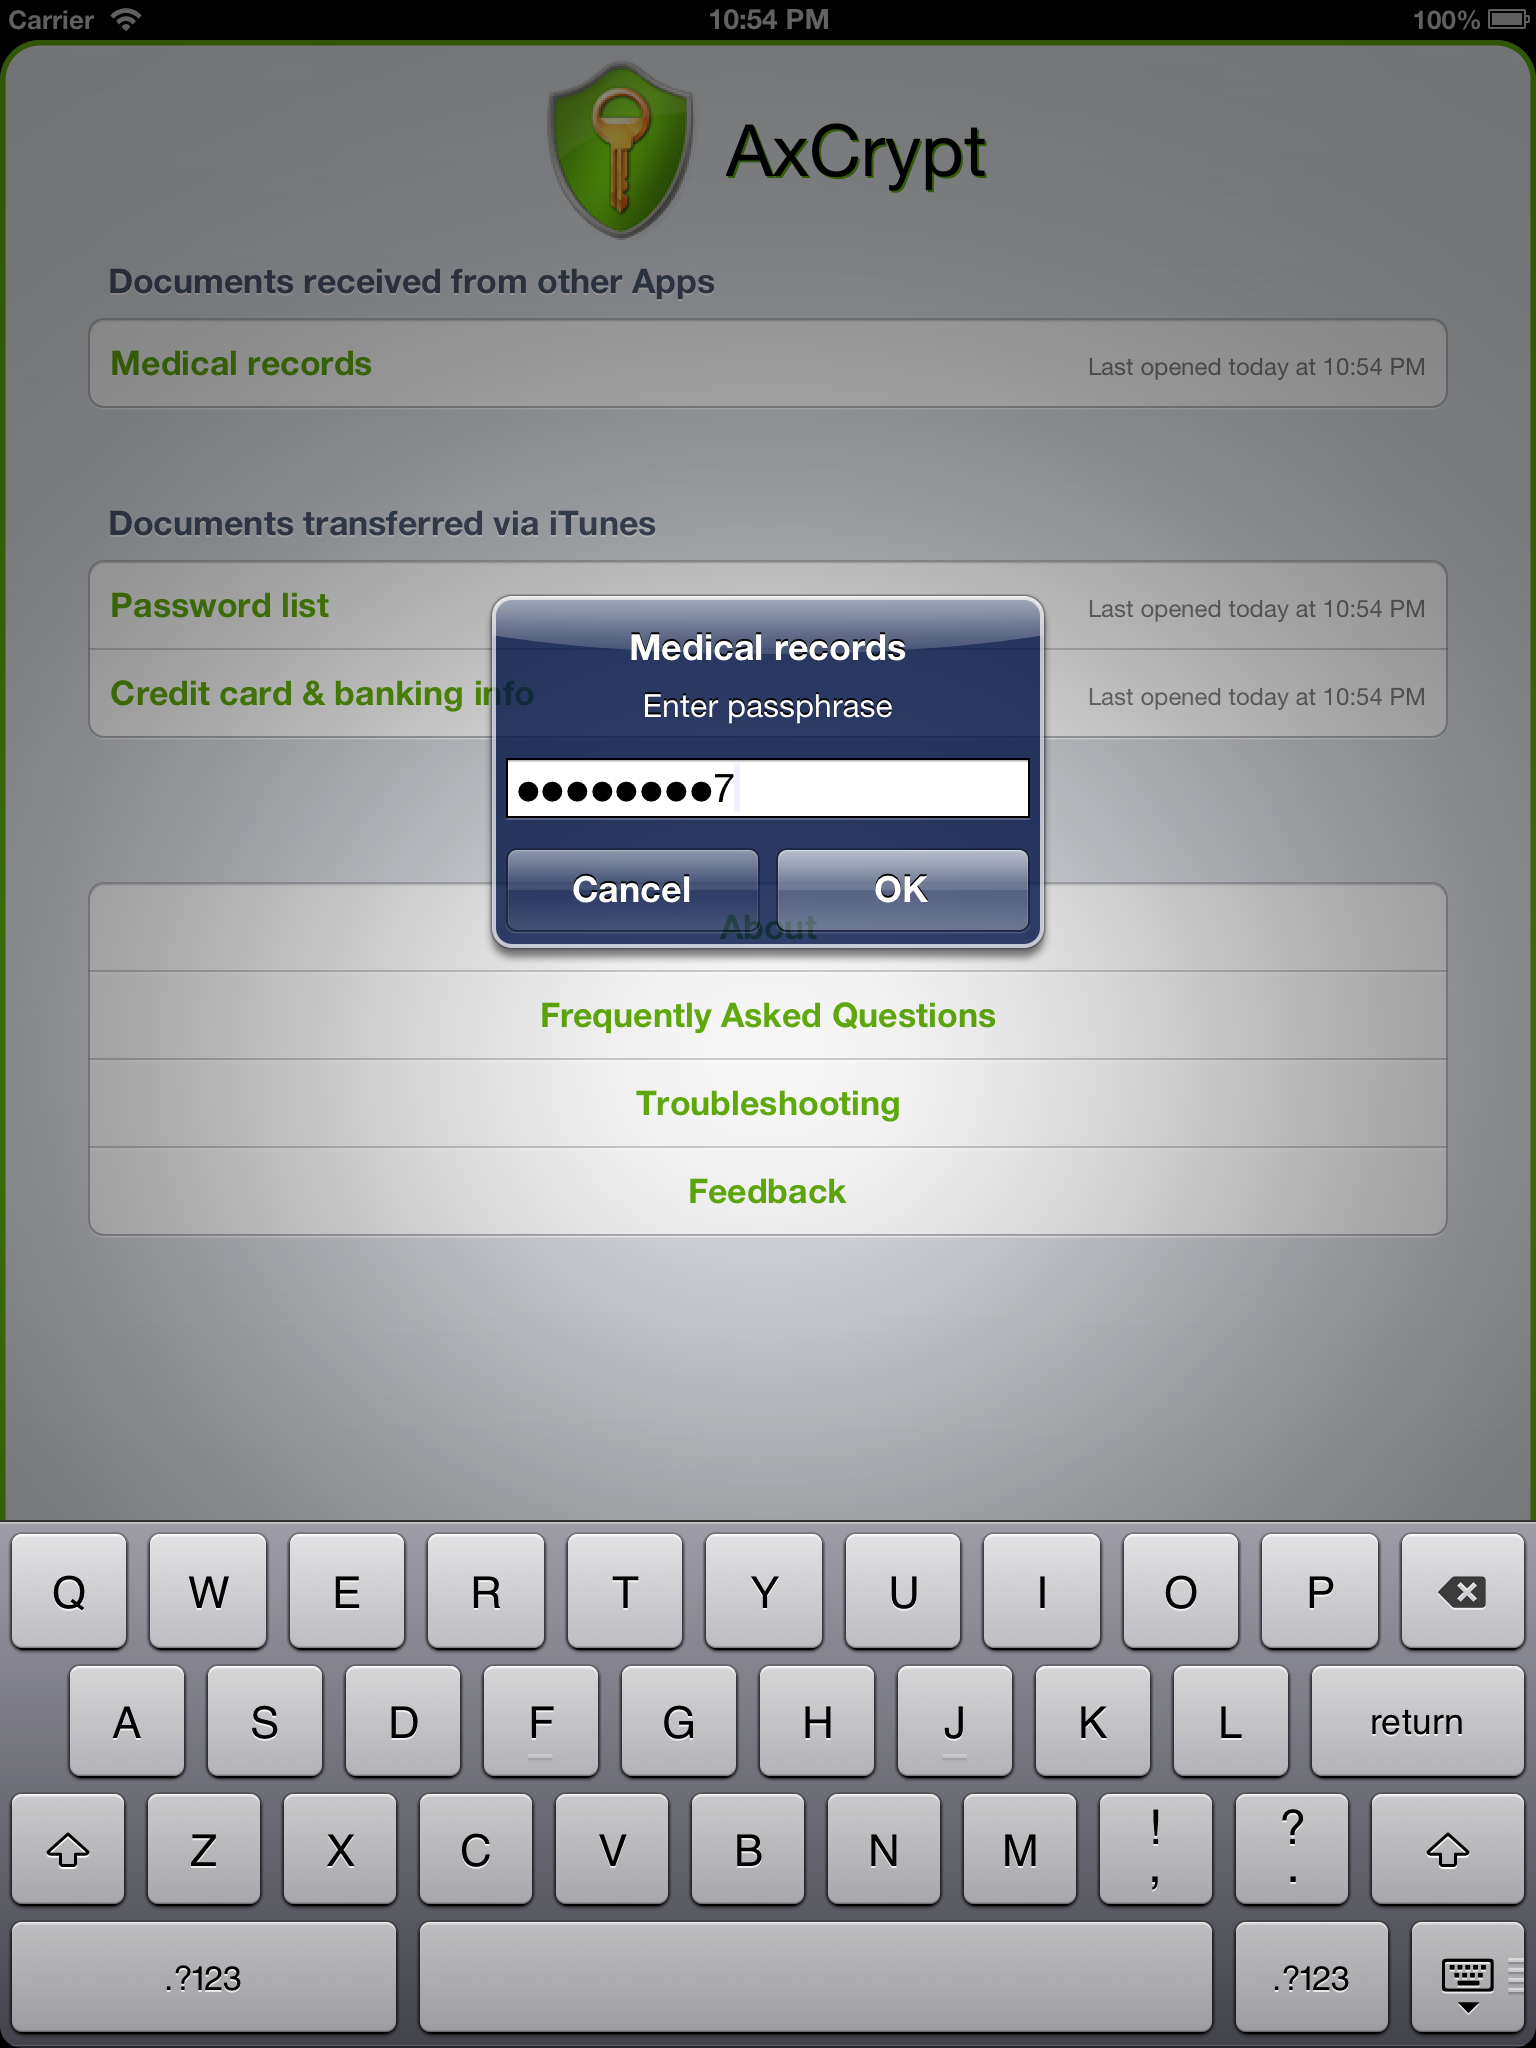 Carrier 10:54 PM 100%
AxCrypt
Documents received from other Apps
Medical records Last opened today at 10:54 PM
Documents transferred via iTunes
Password list Last opened today at 10:54 PM
Credit card & banking info Last opened today at 10:54 PM
Medical records
Enter passphrase
●●●●●●●●7
Cancel OK
About
Frequently Asked Questions
Troubleshooting
Feedback
Q W E R T Y U I O P
A S D F G H J K L return
Z X C V B N M ! , ? .
.?123 .?123